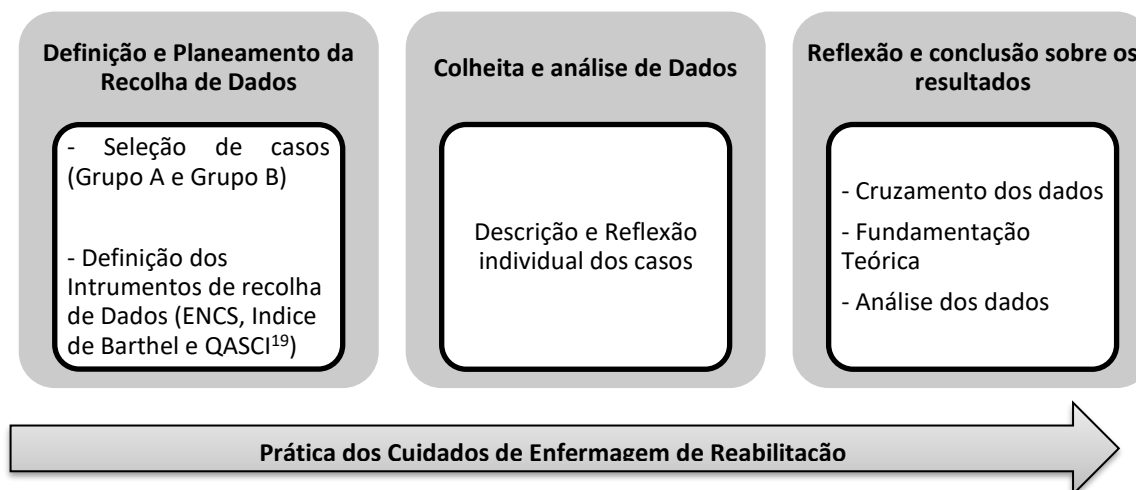 Definição e Planeamento da
Recolha de Dados
- Seleção de casos
(Grupo A e Grupo B)
- Definição dos
Intrumentos de recolha
de Dados (ENCS, Indice
de Barthel e QASCI¹⁹)
Colheita e análise de Dados
Descrição e Reflexão
individual dos casos
Reflexão e conclusão sobre os
resultados
- Cruzamento dos dados
- Fundamentação
Teórica
- Análise dos dados
Prática dos Cuidados de Enfermagem de Reabilitação